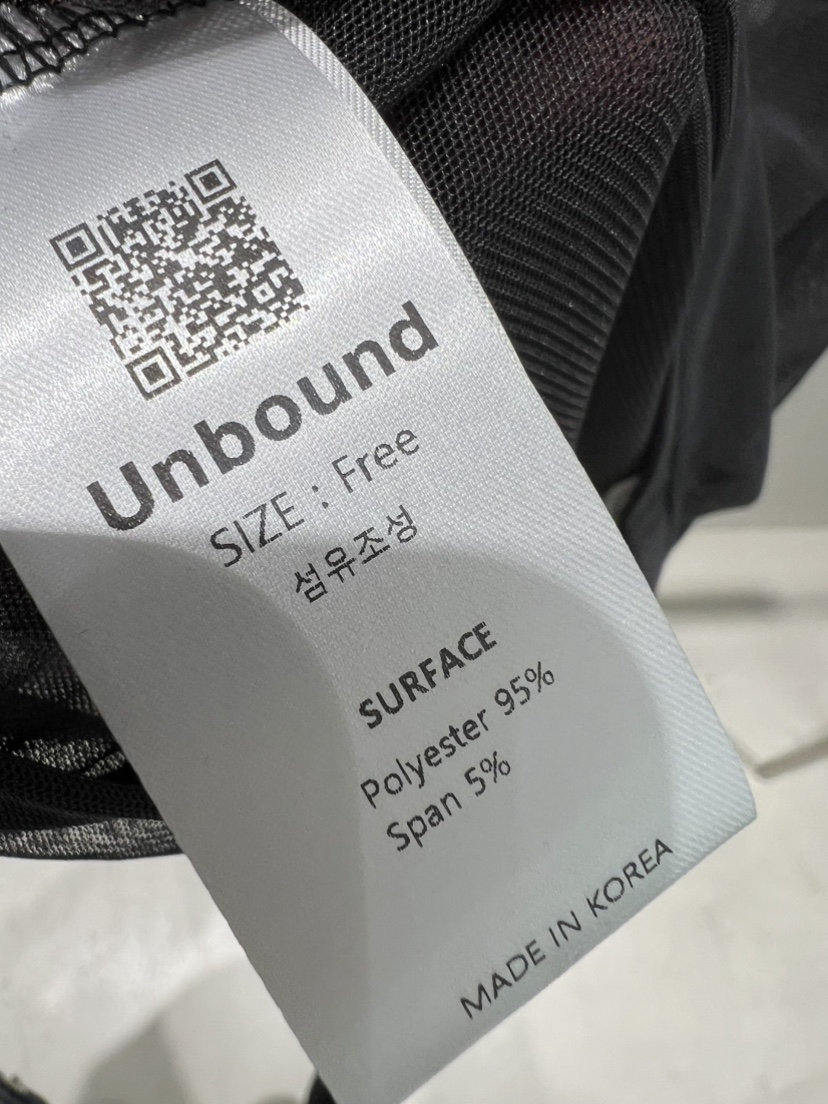 Unbound
SIZE : Free
섬유조성
SURFACE
Polyester 95%
Span 5%
MADE IN KOREA